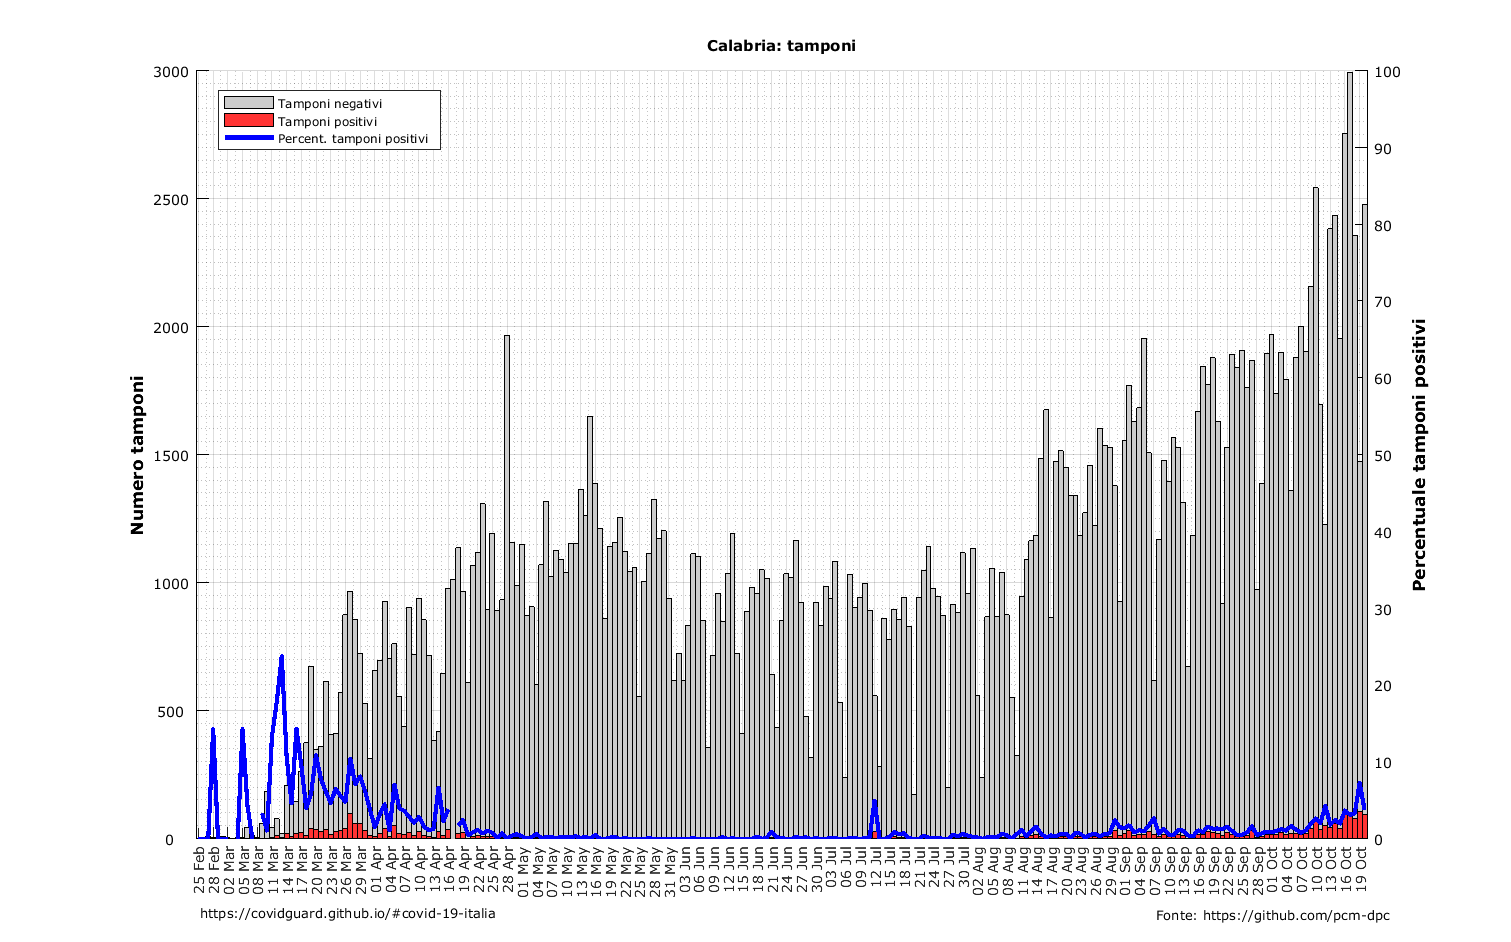 Calabria: tamponi
3000
2500
2000
1500
1000
500
0
Numero tamponi
Tamponi negativi
Tamponi positivi
Percent. tamponi positivi
100
90
80
70
60
50
40
30
20
10
0
Percentuale tamponi positivi
25 Feb
28 Feb
02 Mar
05 Mar
08 Mar
11 Mar
14 Mar
17 Mar
20 Mar
23 Mar
26 Mar
29 Mar
01 Apr
04 Apr
07 Apr
10 Apr
13 Apr
16 Apr
19 Apr
22 Apr
25 Apr
28 Apr
01 May
04 May
07 May
10 May
13 May
16 May
19 May
22 May
25 May
28 May
31 May
03 Jun
06 Jun
09 Jun
12 Jun
15 Jun
18 Jun
21 Jun
24 Jun
27 Jun
30 Jun
03 Jul
06 Jul
09 Jul
12 Jul
15 Jul
18 Jul
21 Jul
24 Jul
27 Jul
30 Jul
02 Aug
05 Aug
08 Aug
11 Aug
14 Aug
17 Aug
20 Aug
23 Aug
26 Aug
29 Aug
01 Sep
04 Sep
07 Sep
10 Sep
13 Sep
16 Sep
19 Sep
22 Sep
25 Sep
28 Sep
01 Oct
04 Oct
07 Oct
10 Oct
13 Oct
16 Oct
19 Oct
https://covidguard.github.io/#covid-19-italia
Fonte: https://github.com/pcm-dpc